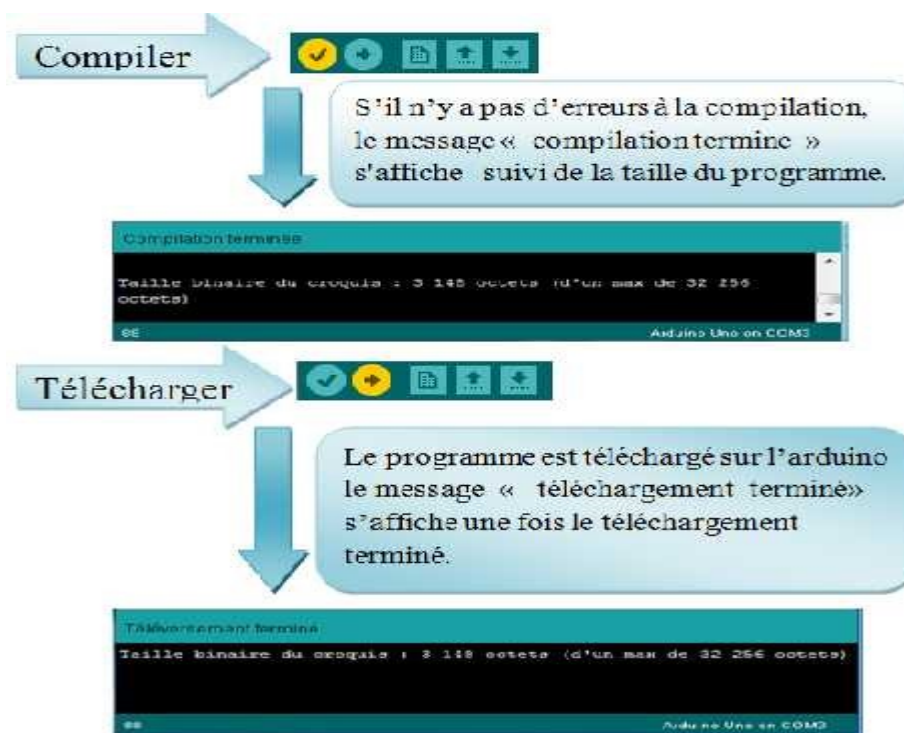 Compiler
S'il n'y a pas d'erreurs à la compilation,
le message « compilation termine »
s'affiche suivi de la taille du programme.
Compilation terminée
Taille binaire du croquis : 3 148 octets (d'un max de 32 256
octets)
Arduino Uno on COM3
Télécharger
Le programme est téléchargé sur l'arduino
le message « téléchargement terminé»
s'affiche une fois le téléchargement
terminé.
Téléversement terminé
Taille binaire du croquis : 3 148 octets (d'un max de 32 256 octets)
Arduino Uno on COM3